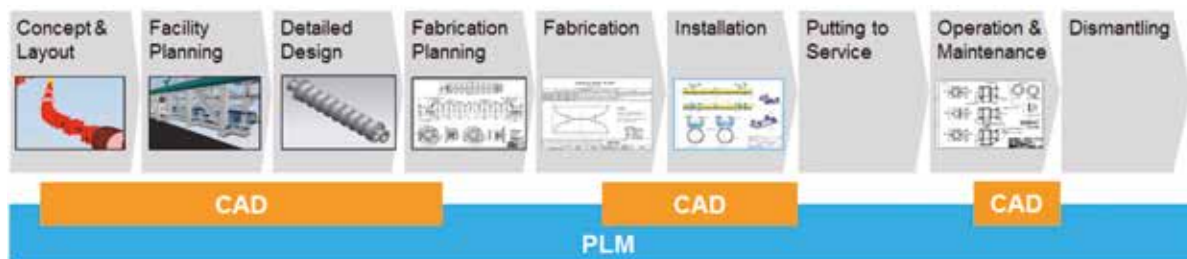 Concept &
Layout
Facility
Planning
Detailed
Design
Fabrication
Planning
Fabrication
Installation
Putting to
Service
Operation &
Maintenance
Dismantling
CAD
CAD
CAD
PLM